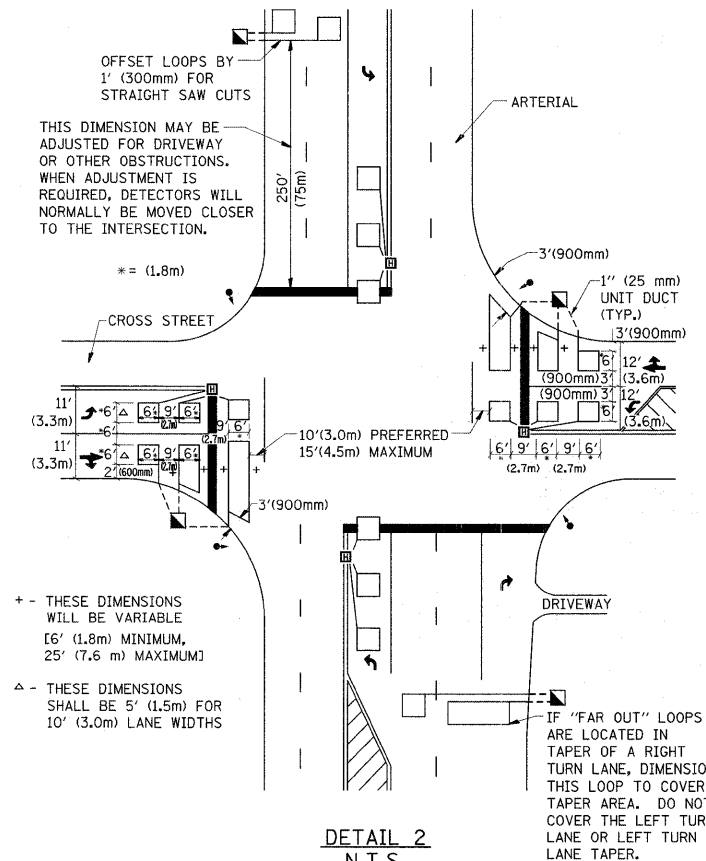 OFFSET LOOPS BY
1' (300mm) FOR
STRAIGHT SAW CUTS
ARTERIAL
THIS DIMENSION MAY BE
ADJUSTED FOR DRIVEWAY
OR OTHER OBSTRUCTIONS.
WHEN ADJUSTMENT IS
REQUIRED, DETECTORS WILL
NORMALLY BE MOVED CLOSER
TO THE INTERSECTION.
250'
(75m)
* = (1.8m)
3'(900mm)
1" (25 mm)
UNIT DUCT
(TYP.)
CROSS STREET
H
3'(900mm)
*6'
12'
(3.6m)
(900mm) 3'
(900mm) 3'
*6'
12'
(3.6m)
H
6' 9' 6' 9' 6'
* * *
(2.7m) (2.7m)
H
11'
(3.3m)
*6' △ 6' 9' 6'
(2.7m)
*6'
(2.7m)
9' 6'
*
11'
(3.3m)
*6' △ 6' 9' 6'
(2.7m)
2' (600mm)
10'(3.0m) PREFERRED
15'(4.5m) MAXIMUM
3'(900mm)
H
DRIVEWAY
+ - THESE DIMENSIONS
WILL BE VARIABLE
[6' (1.8m) MINIMUM,
25' (7.6 m) MAXIMUM]
△ - THESE DIMENSIONS
SHALL BE 5' (1.5m) FOR
10' (3.0m) LANE WIDTHS
IF "FAR OUT" LOOPS
ARE LOCATED IN
TAPER OF A RIGHT
TURN LANE, DIMENSIO
THIS LOOP TO COVER
TAPER AREA. DO NO
COVER THE LEFT TUR
LANE OR LEFT TURN
LANE TAPER.
DETAIL 2
N.T.S.